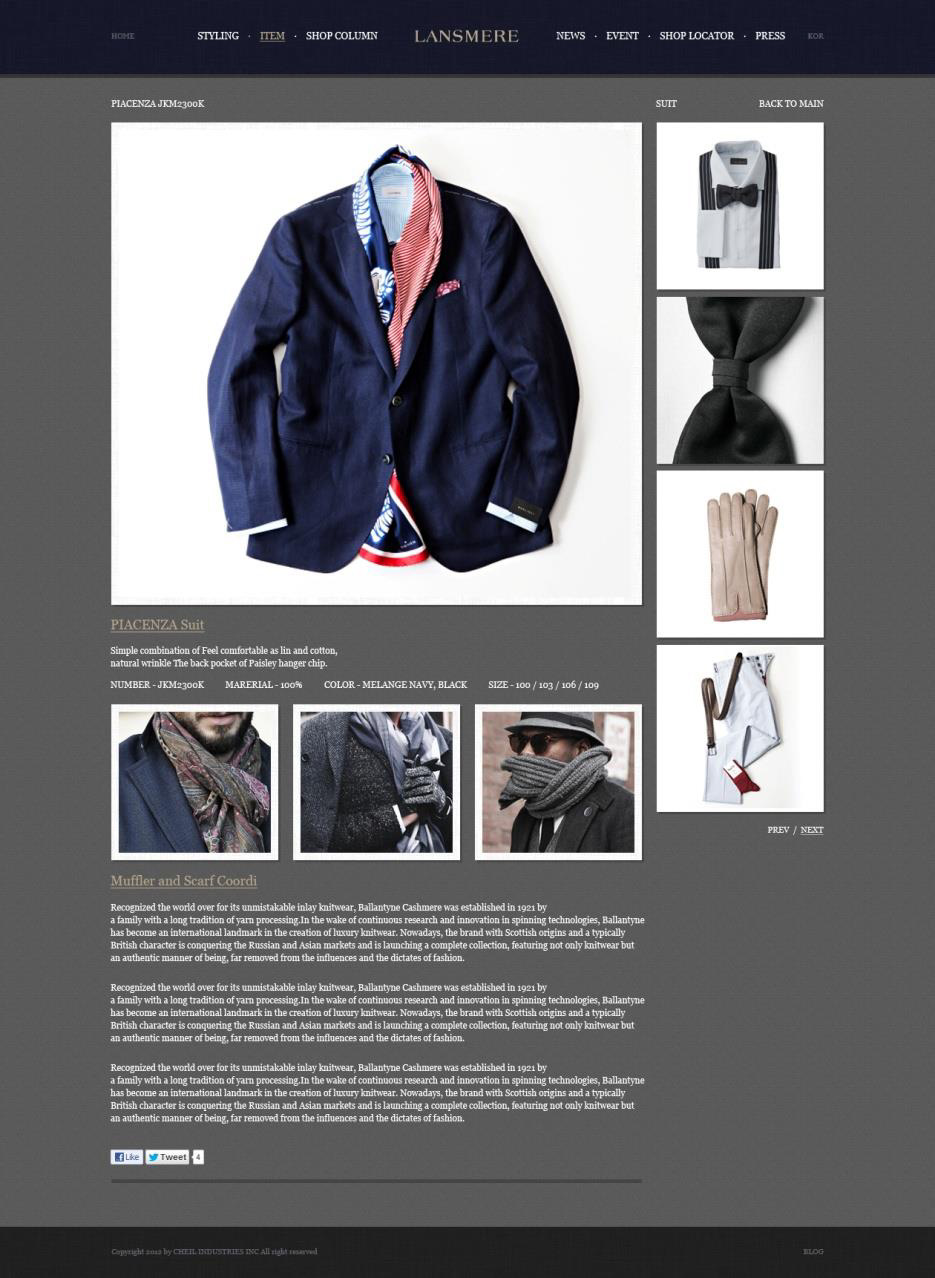 HOME
STYLING · ITEM · SHOP COLUMN
LANSMERE
NEWS · EVENT · SHOP LOCATOR · PRESS
KOR
PIACENZA JKM2300K
SUIT
BACK TO MAIN
PIACENZA Suit
Simple combination of Feel comfortable as lin and cotton,
natural wrinkle The back pocket of Paisley hanger chip.
NUMBER - JKM2300K MARERIAL - 100% COLOR - MELANGE NAVY, BLACK SIZE - 100 / 103 / 106 / 109
PREV / NEXT
Muffler and Scarf Coordi
Recognized the world over for its unmistakable inlay knitwear, Ballantyne Cashmere was established in 1921 by
a family with a long tradition of yarn processing.In the wake of continuous research and innovation in spinning technologies, Ballantyne
has become an international landmark in the creation of luxury knitwear. Nowadays, the brand with Scottish origins and a typically
British character is conquering the Russian and Asian markets and is launching a complete collection, featuring not only knitwear but
an authentic manner of being, far removed from the influences and the dictates of fashion.
Recognized the world over for its unmistakable inlay knitwear, Ballantyne Cashmere was established in 1921 by
a family with a long tradition of yarn processing.In the wake of continuous research and innovation in spinning technologies, Ballantyne
has become an international landmark in the creation of luxury knitwear. Nowadays, the brand with Scottish origins and a typically
British character is conquering the Russian and Asian markets and is launching a complete collection, featuring not only knitwear but
an authentic manner of being, far removed from the influences and the dictates of fashion.
Recognized the world over for its unmistakable inlay knitwear, Ballantyne Cashmere was established in 1921 by
a family with a long tradition of yarn processing.In the wake of continuous research and innovation in spinning technologies, Ballantyne
has become an international landmark in the creation of luxury knitwear. Nowadays, the brand with Scottish origins and a typically
British character is conquering the Russian and Asian markets and is launching a complete collection, featuring not only knitwear but
an authentic manner of being, far removed from the influences and the dictates of fashion.
Like Tweet 4
Copyright 2012 by CHEIL INDUSTRIES INC All right reserved
BLOG